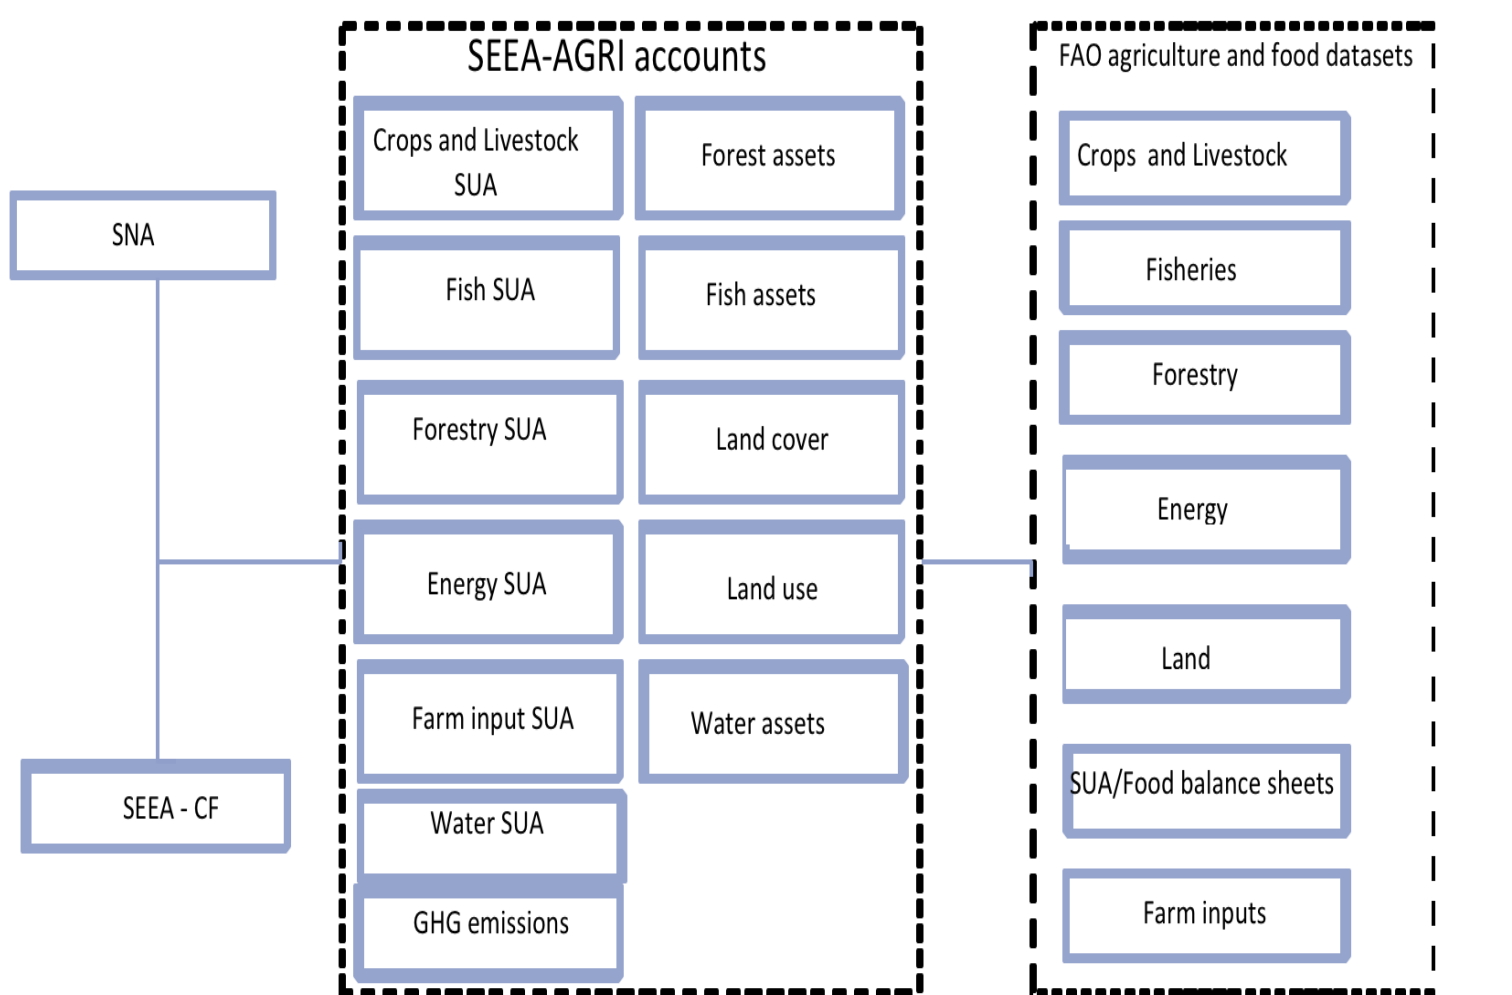 SNA
SEEA - CF
SEEA-AGRI accounts
Crops and Livestock
SUA
Forest assets
Fish SUA
Fish assets
Forestry SUA
Land cover
Energy SUA
Land use
Farm input SUA
Water assets
Water SUA
GHG emissions
FAO agriculture and food datasets
Crops and Livestock
Fisheries
Forestry
Energy
Land
SUA/Food balance sheets
Farm inputs